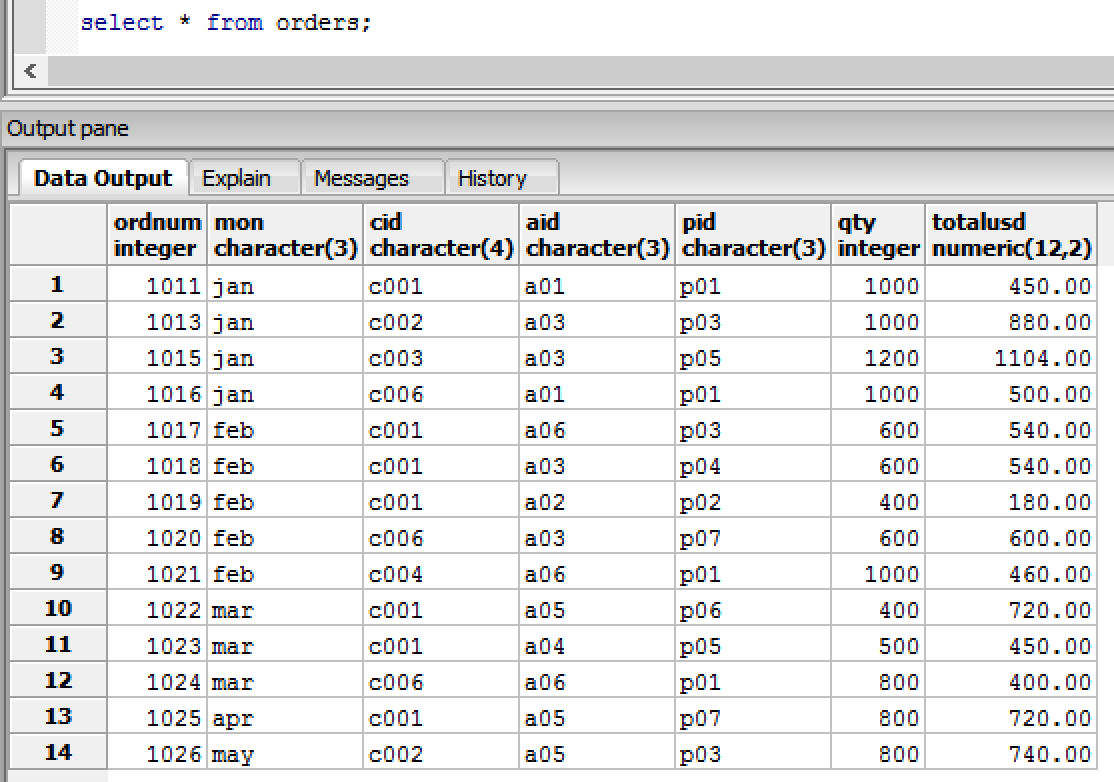 select * from orders;
Output pane
Data Output Explain Messages History
ordnum mon cid aid pid qty totalusd
integer character(3) character(4) character(3) character(3) integer numeric(12,2)
1 1011 jan c001 a01 p01 1000 450.00
2 1013 jan c002 a03 p03 1000 880.00
3 1015 jan c003 a03 p05 1200 1104.00
4 1016 jan c006 a01 p01 1000 500.00
5 1017 feb c001 a06 p03 600 540.00
6 1018 feb c001 a03 p04 600 540.00
7 1019 feb c001 a02 p02 400 180.00
8 1020 feb c006 a03 p07 600 600.00
9 1021 feb c004 a06 p01 1000 460.00
10 1022 mar c001 a05 p06 400 720.00
11 1023 mar c001 a04 p05 500 450.00
12 1024 mar c006 a06 p01 800 400.00
13 1025 apr c001 a05 p07 800 720.00
14 1026 may c002 a05 p03 800 740.00